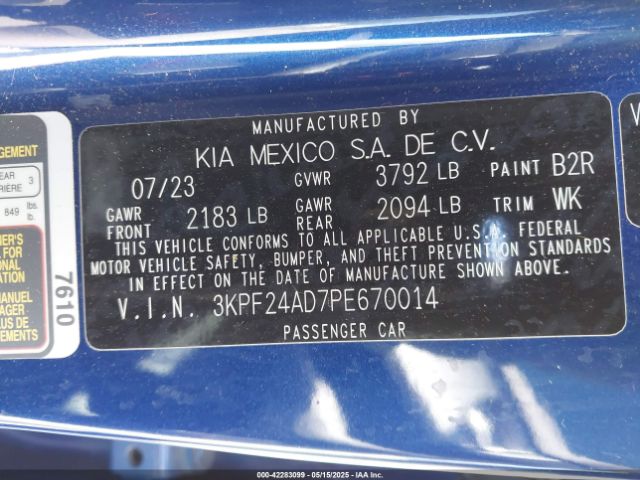 MANUFACTURED BY
KIA MEXICO S.A. DE C.V.
07/23 GVWR 3792 LB PAINT B2R
GAWR FRONT 2183 LB GAWR REAR 2094 LB TRIM WK
THIS VEHICLE CONFORMS TO ALL APPLICABLE U.S.A. FEDERAL
MOTOR VEHICLE SAFETY, BUMPER, AND THEFT PREVENTION STANDARDS
IN EFFECT ON THE DATE OF MANUFACTURE SHOWN ABOVE.
V.I.N. 3KPF24AD7PE670014
PASSENGER CAR
7610
849 lbs.
lb.
000-42283099 - 05/15/2025 - IAA Inc.